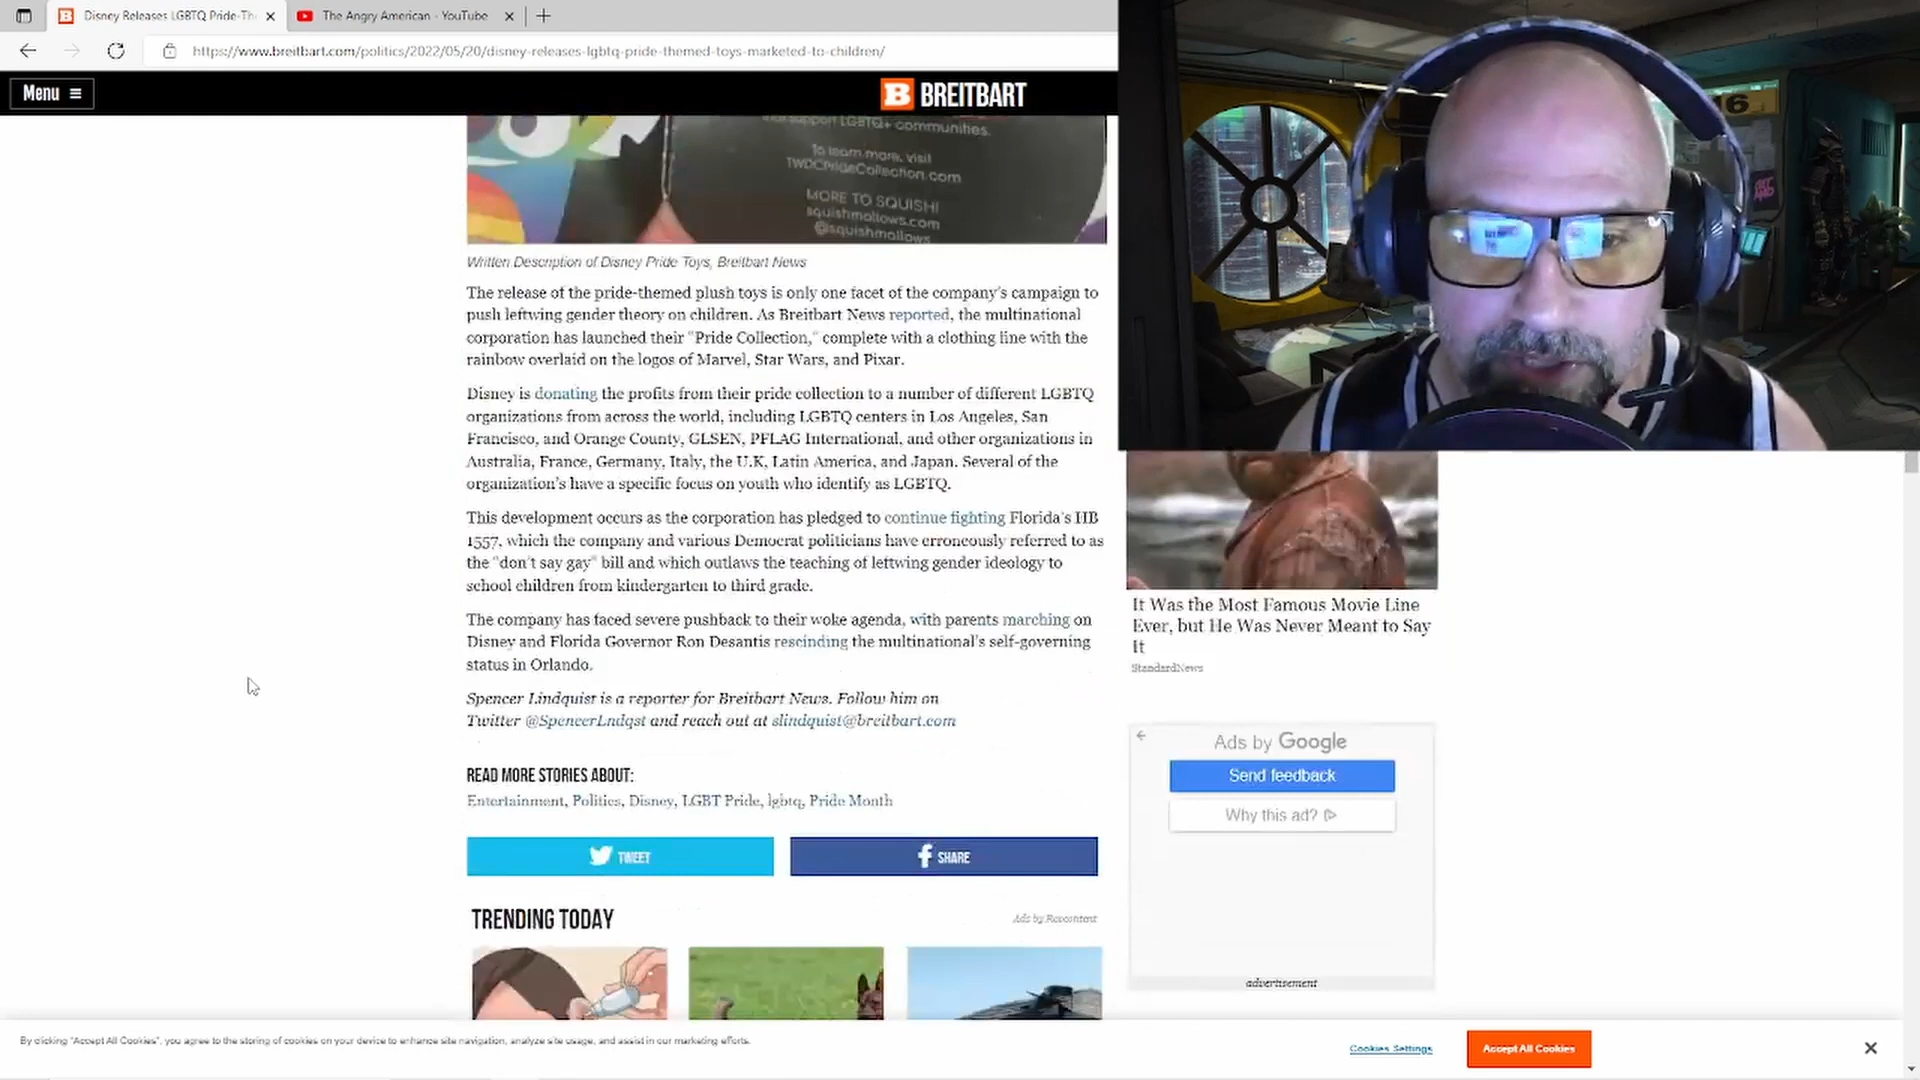 Disney Releases LGBTQ Pride-Th
The Angry American - YouTube
https://www.breitbart.com/politics/2022/05/20/disney-releases-lgbtq-pride-themed-toys-marketed-to-children/
Menu
B BREITBART
16
that support LGBTQ+ communities.
To learn more, visit
TWDCPrideCollection.com
MORE TO SQUISH!
squishmallows.com
@squishmallows
Written Description of Disney Pride Toys, Breitbart News
The release of the pride-themed plush toys is only one facet of the company's campaign to
push leftwing gender theory on children. As Breitbart News reported, the multinational
corporation has launched their "Pride Collection," complete with a clothing line with the
rainbow overlaid on the logos of Marvel, Star Wars, and Pixar.
Disney is donating the profits from their pride collection to a number of different LGBTQ
organizations from across the world, including LGBTQ centers in Los Angeles, San
Francisco, and Orange County, GLSEN, PFLAG International, and other organizations in
Australia, France, Germany, Italy, the U.K, Latin America, and Japan. Several of the
organization's have a specific focus on youth who identify as LGBTQ.
This development occurs as the corporation has pledged to continue fighting Florida's HB
1557, which the company and various Democrat politicians have erroneously referred to as
the "don't say gay" bill and which outlaws the teaching of leftwing gender ideology to
school children from kindergarten to third grade.
The company has faced severe pushback to their woke agenda, with parents marching on
Disney and Florida Governor Ron Desantis rescinding the multinational's self-governing
status in Orlando.
Spencer Lindquist is a reporter for Breitbart News. Follow him on
Twitter @SpencerLndqst and reach out at slindquist@breitbart.com
READ MORE STORIES ABOUT:
Entertainment, Politics, Disney, LGBT Pride, lgbtq, Pride Month
TWEET
SHARE
TRENDING TODAY
Ads by Revcontent
It Was the Most Famous Movie Line
Ever, but He Was Never Meant to Say
It
StandardNews
Ads by Google
Send feedback
Why this ad?
advertisement
By clicking "Accept All Cookies", you agree to the storing of cookies on your device to enhance site navigation, analyze site usage, and assist in our marketing efforts.
Cookies Settings
Accept All Cookies